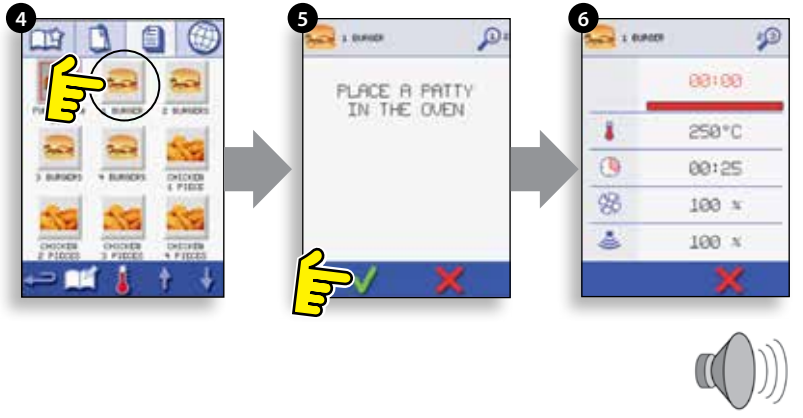 4
1 BURGER
2 BURGERS
3 BURGERS
4 BURGERS
CHICKEN
1 PIECE
CHICKEN
2 PIECES
CHICKEN
3 PIECES
CHICKEN
4 PIECES
5
1 BURGER
1
PLACE A PATTY
IN THE OVEN
6
1 BURGER
00:00
250°C
00:25
100 %
100 %